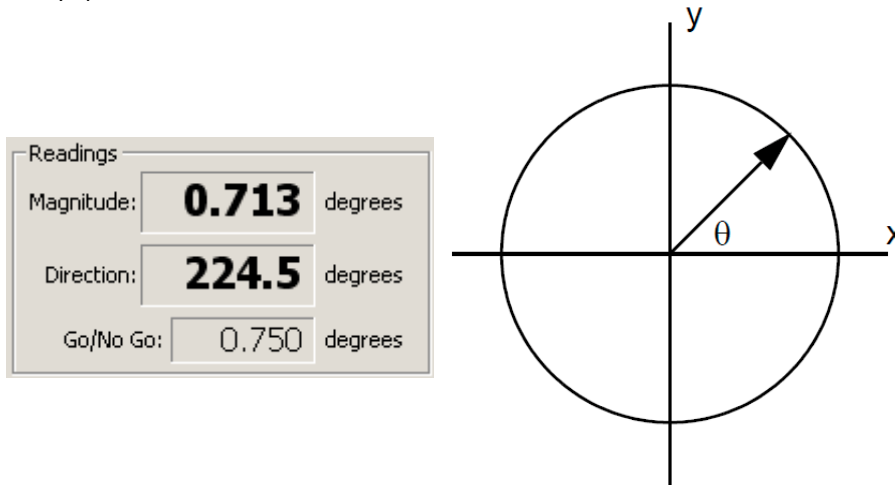 Readings
Magnitude: 0.713 degrees
Direction: 224.5 degrees
Go/No Go: 0.750 degrees
y
x
θ